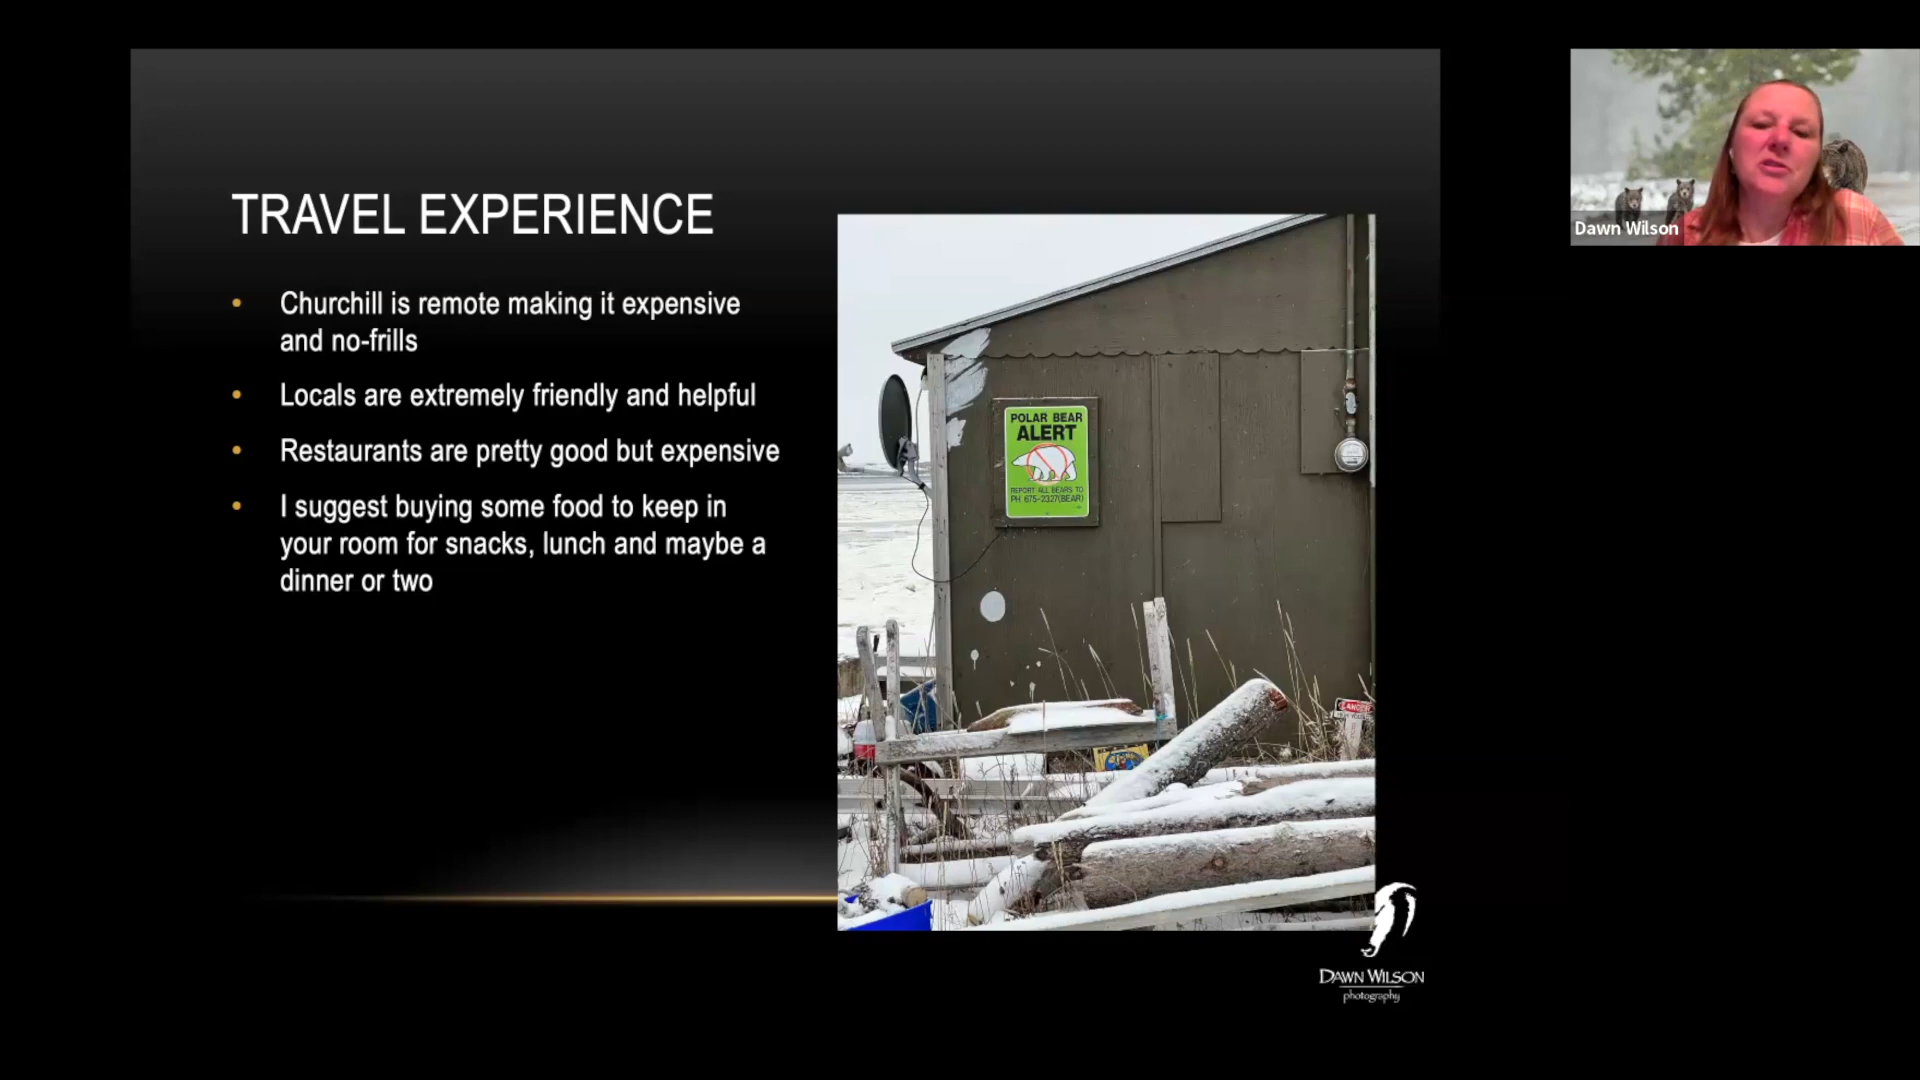 TRAVEL EXPERIENCE
• Churchill is remote making it expensive
and no-frills
• Locals are extremely friendly and helpful
• Restaurants are pretty good but expensive
• I suggest buying some food to keep in
your room for snacks, lunch and maybe a
dinner or two
POLAR BEAR
ALERT
REPORT ALL BEARS TO
PH 675-2327(BEAR)
DANGER
DAWN WILSON
photography
Dawn Wilson